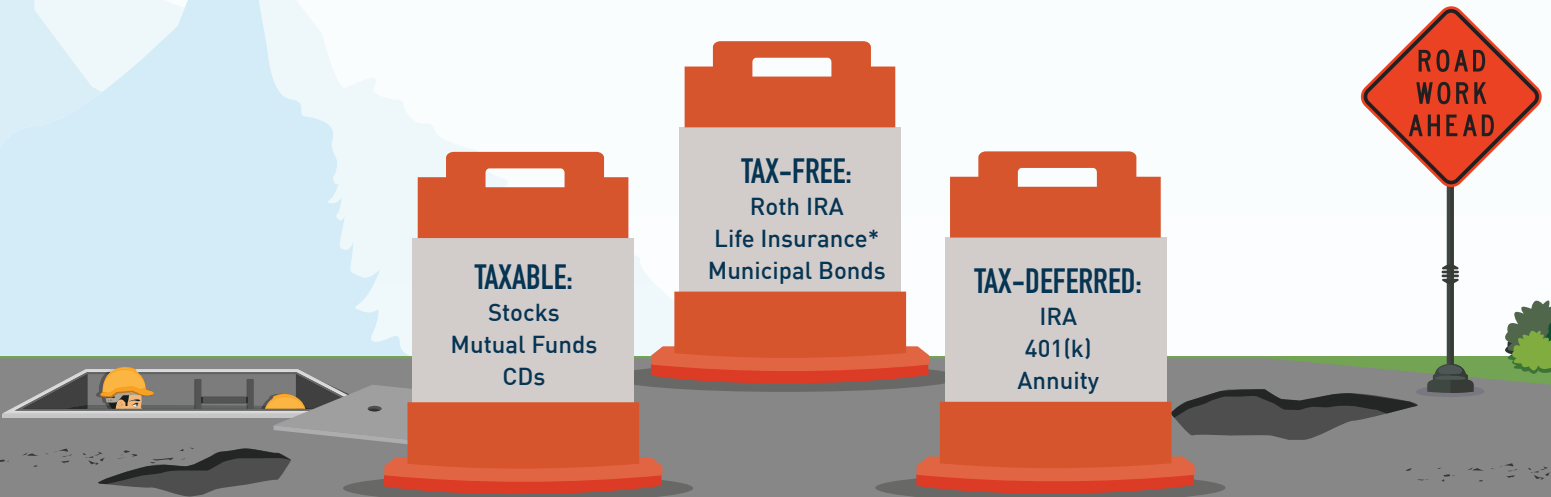 TAXABLE:
Stocks
Mutual Funds
CDs
TAX-FREE:
Roth IRA
Life Insurance*
Municipal Bonds
TAX-DEFERRED:
IRA
401(k)
Annuity
ROAD
WORK
AHEAD